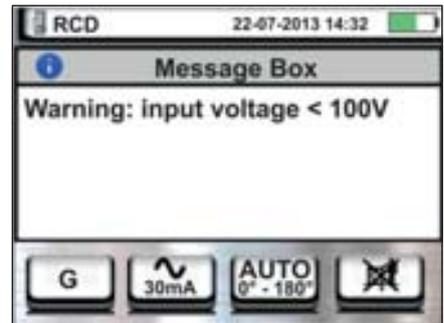 RCD 22-07-2013 14:32
Message Box
Warning: input voltage < 100V
G 30mA AUTO 0° - 180°